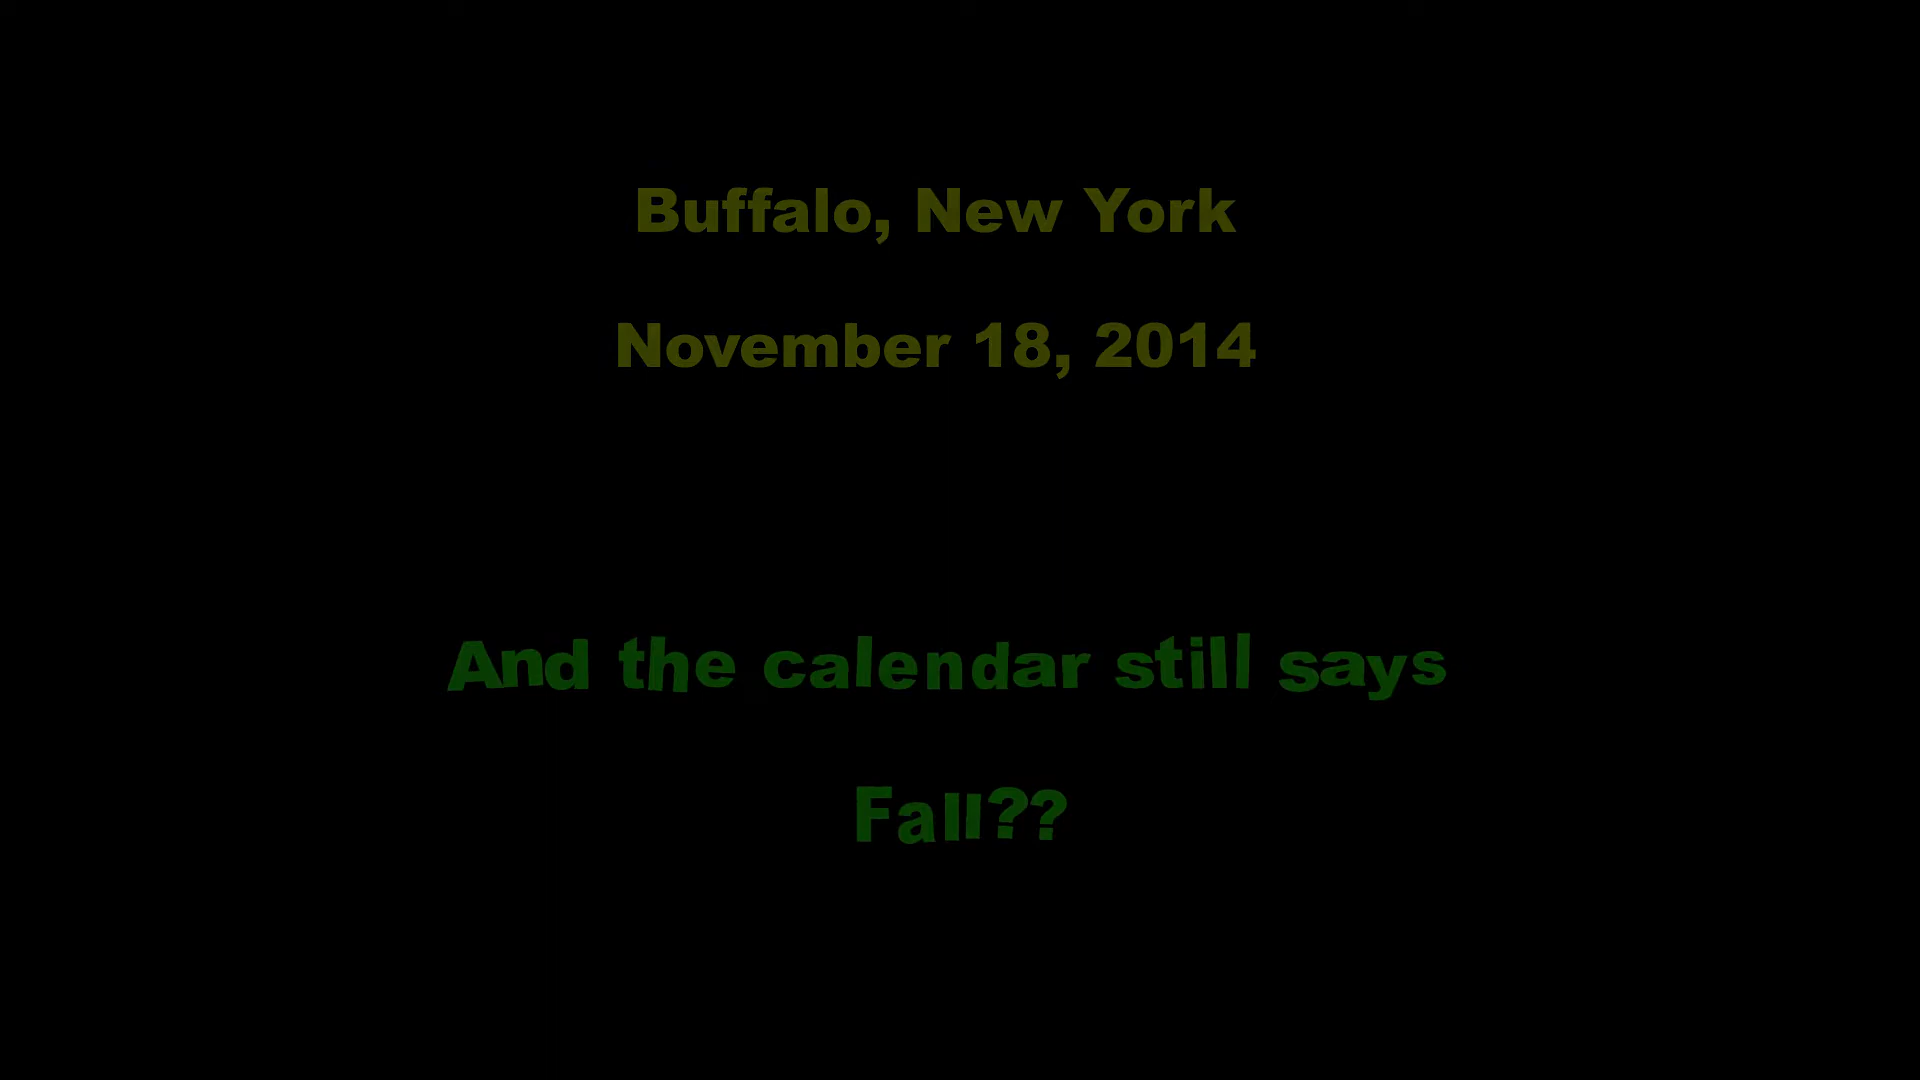 Buffalo, New York
November 18, 2014
And the calendar still says
Fall??